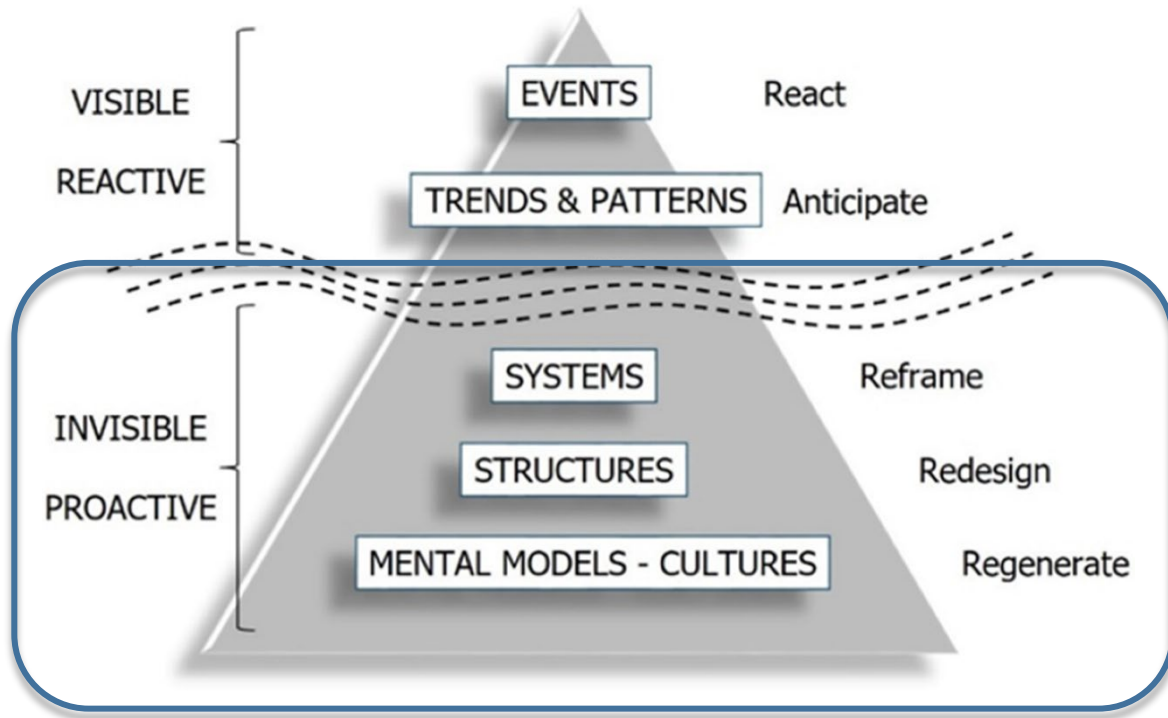 VISIBLE
REACTIVE
EVENTS
React
TRENDS & PATTERNS
Anticipate
INVISIBLE
PROACTIVE
SYSTEMS
Reframe
STRUCTURES
Redesign
MENTAL MODELS - CULTURES
Regenerate